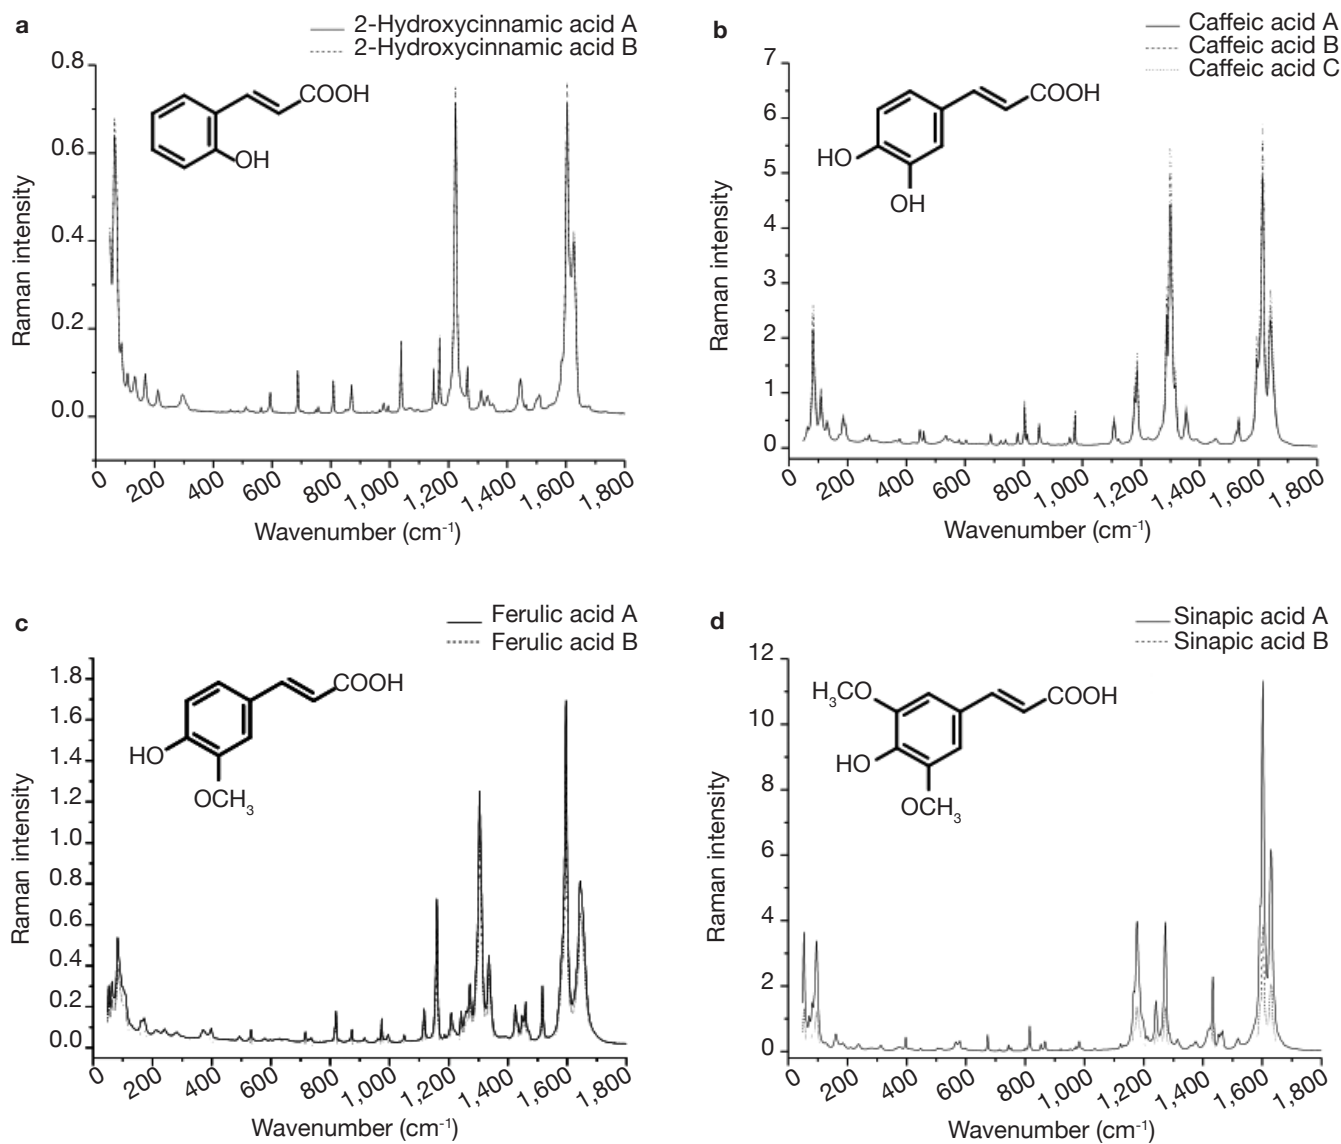 a
2-Hydroxycinnamic acid A
2-Hydroxycinnamic acid B
0.8
0.6
0.4
0.2
0.0
Raman intensity
COOH
OH
0
200
400
600
800
1,000
1,200
1,400
1,600
1,800
Wavenumber (cm⁻¹)
b
Caffeic acid A
Caffeic acid B
Caffeic acid C
7
6
5
4
3
2
1
0
Raman intensity
COOH
HO
OH
0
200
400
600
800
1,000
1,200
1,400
1,600
1,800
Wavenumber (cm⁻¹)
c
Ferulic acid A
Ferulic acid B
1.8
1.6
1.4
1.2
1.0
0.8
0.6
0.4
0.2
0.0
Raman intensity
COOH
HO
OCH₃
0
200
400
600
800
1,000
1,200
1,400
1,600
1,800
Wavenumber (cm⁻¹)
d
Sinapic acid A
Sinapic acid B
12
10
8
6
4
2
0
Raman intensity
H₃CO
COOH
HO
OCH₃
0
200
400
600
800
1,000
1,200
1,400
1,600
1,800
Wavenumber (cm⁻¹)